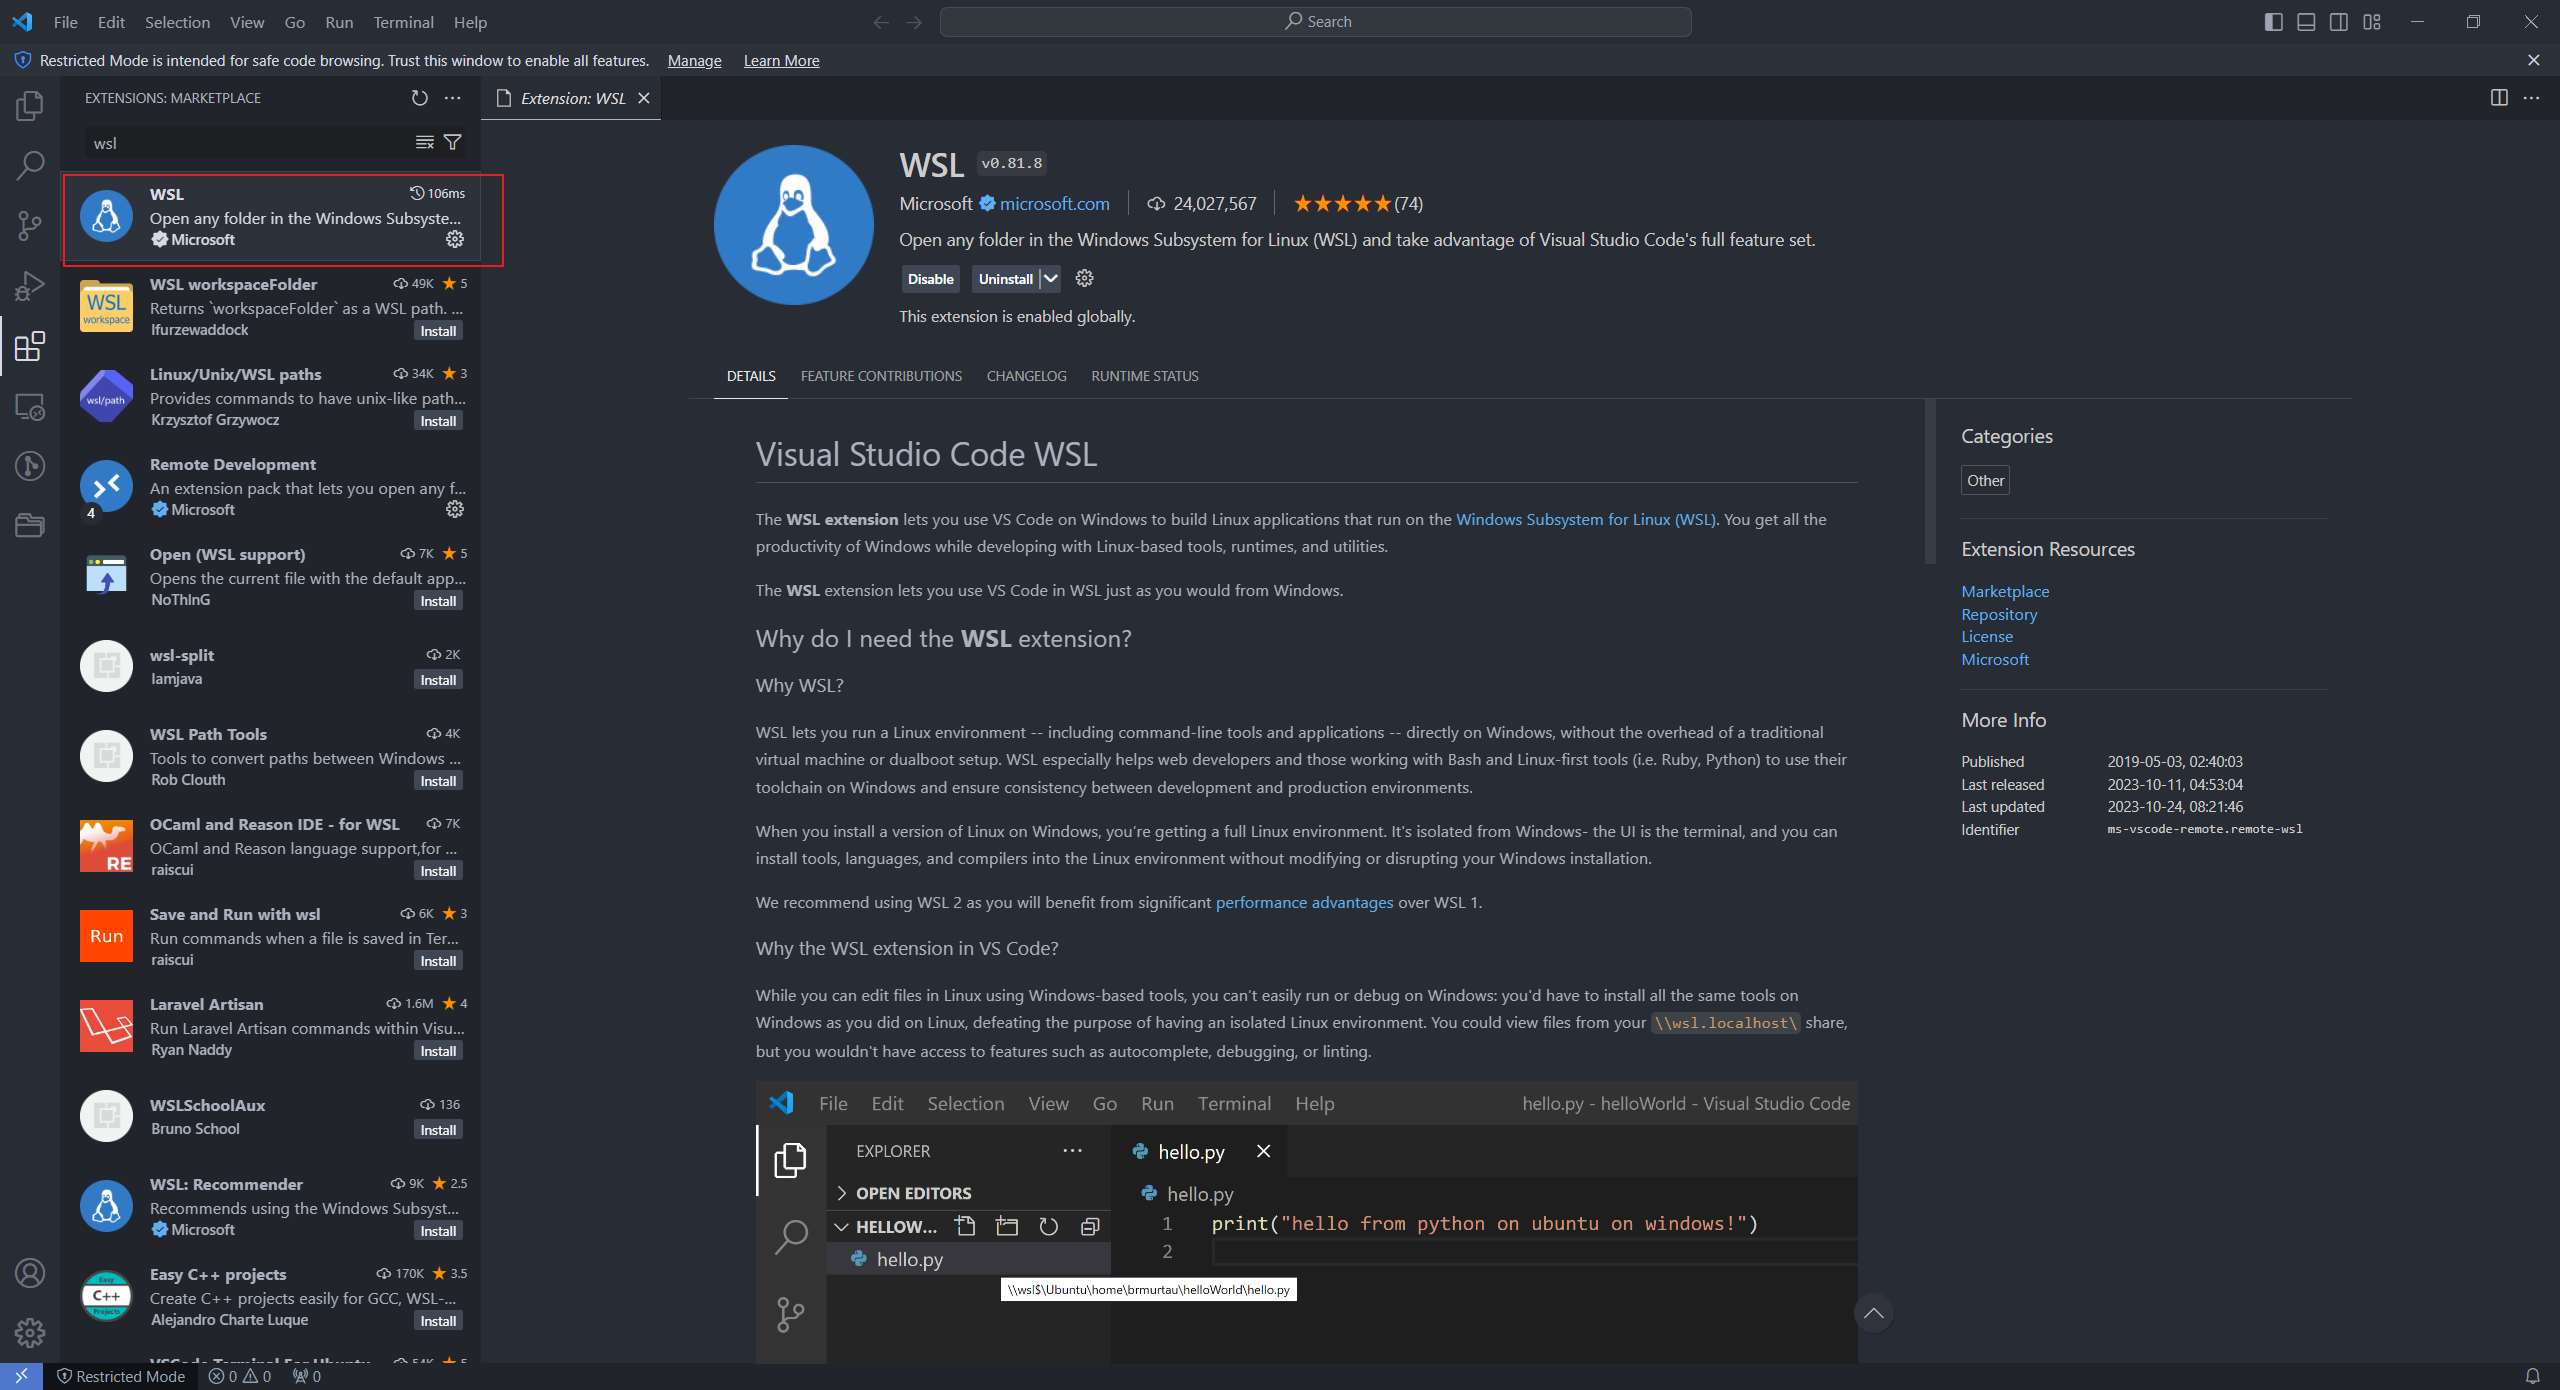 File Edit Selection View Go Run Terminal Help
Search
Restricted Mode is intended for safe code browsing. Trust this window to enable all features. Manage Learn More
EXTENSIONS: MARKETPLACE
wsl
WSL 106ms
Open any folder in the Windows Subsyste...
Microsoft
WSL workspace
WSL workspaceFolder 49K 5
Returns `workspaceFolder` as a WSL path. ...
lfurzewaddock Install
wsl/path
Linux/Unix/WSL paths 34K 3
Provides commands to have unix-like path...
Krzysztof Grzywocz Install
Remote Development
An extension pack that lets you open any f...
4 Microsoft
Open (WSL support) 7K 5
Opens the current file with the default app...
NoThInG Install
wsl-split 2K
Iamjava Install
WSL Path Tools 4K
Tools to convert paths between Windows ...
Rob Clouth Install
RE
OCaml and Reason IDE - for WSL 7K
OCaml and Reason language support,for ...
raiscui Install
Run
Save and Run with wsl 6K 3
Run commands when a file is saved in Ter...
raiscui Install
Laravel Artisan 1.6M 4
Run Laravel Artisan commands within Visu...
Ryan Naddy Install
WSLSchoolAux 136
Bruno School Install
WSL: Recommender 9K 2.5
Recommends using the Windows Subsyst...
Microsoft Install
Easy C++ Projects
Easy C++ projects 170K 3.5
Create C++ projects easily for GCC, WSL-...
Alejandro Charte Luque Install
VSCode Terminal For Ubuntu 54K 5
Extension: WSL
WSL v0.81.8
Microsoft microsoft.com 24,027,567 (74)
Open any folder in the Windows Subsystem for Linux (WSL) and take advantage of Visual Studio Code's full feature set.
Disable Uninstall
This extension is enabled globally.
DETAILS FEATURE CONTRIBUTIONS CHANGELOG RUNTIME STATUS
Visual Studio Code WSL
The WSL extension lets you use VS Code on Windows to build Linux applications that run on the Windows Subsystem for Linux (WSL). You get all the
productivity of Windows while developing with Linux-based tools, runtimes, and utilities.
The WSL extension lets you use VS Code in WSL just as you would from Windows.
Why do I need the WSL extension?
Why WSL?
WSL lets you run a Linux environment -- including command-line tools and applications -- directly on Windows, without the overhead of a traditional
virtual machine or dualboot setup. WSL especially helps web developers and those working with Bash and Linux-first tools (i.e. Ruby, Python) to use their
toolchain on Windows and ensure consistency between development and production environments.
When you install a version of Linux on Windows, you're getting a full Linux environment. It's isolated from Windows- the UI is the terminal, and you can
install tools, languages, and compilers into the Linux environment without modifying or disrupting your Windows installation.
We recommend using WSL 2 as you will benefit from significant performance advantages over WSL 1.
Why the WSL extension in VS Code?
While you can edit files in Linux using Windows-based tools, you can't easily run or debug on Windows: you'd have to install all the same tools on
Windows as you did on Linux, defeating the purpose of having an isolated Linux environment. You could view files from your \\wsl.localhost\ share,
but you wouldn't have access to features such as autocomplete, debugging, or linting.
File Edit Selection View Go Run Terminal Help hello.py - helloWorld - Visual Studio Code
EXPLORER
OPEN EDITORS
HELLOW...
hello.py
\\wsl$\Ubuntu\home\brmurtau\helloWorld\hello.py
hello.py
hello.py
1 print("hello from python on ubuntu on windows!")
2
Categories
Other
Extension Resources
Marketplace
Repository
License
Microsoft
More Info
Published 2019-05-03, 02:40:03
Last released 2023-10-11, 04:53:04
Last updated 2023-10-24, 08:21:46
Identifier ms-vscode-remote.remote-wsl
Restricted Mode 0 0 0